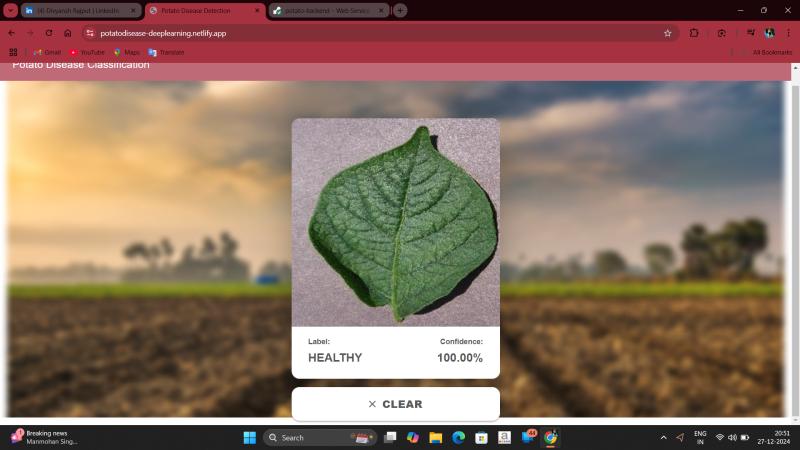 (4) Divyansh Rajput | LinkedIn
Potato Disease Detection
potato-backend – Web Service
potatodisease-deeplearning.netlify.app
Gmail
YouTube
Maps
Translate
All Bookmarks
Potato Disease Classification
Label:
Confidence:
HEALTHY
100.00%
CLEAR
Breaking news
Manmohan Sing...
Search
ENG
IN
20:51
27-12-2024